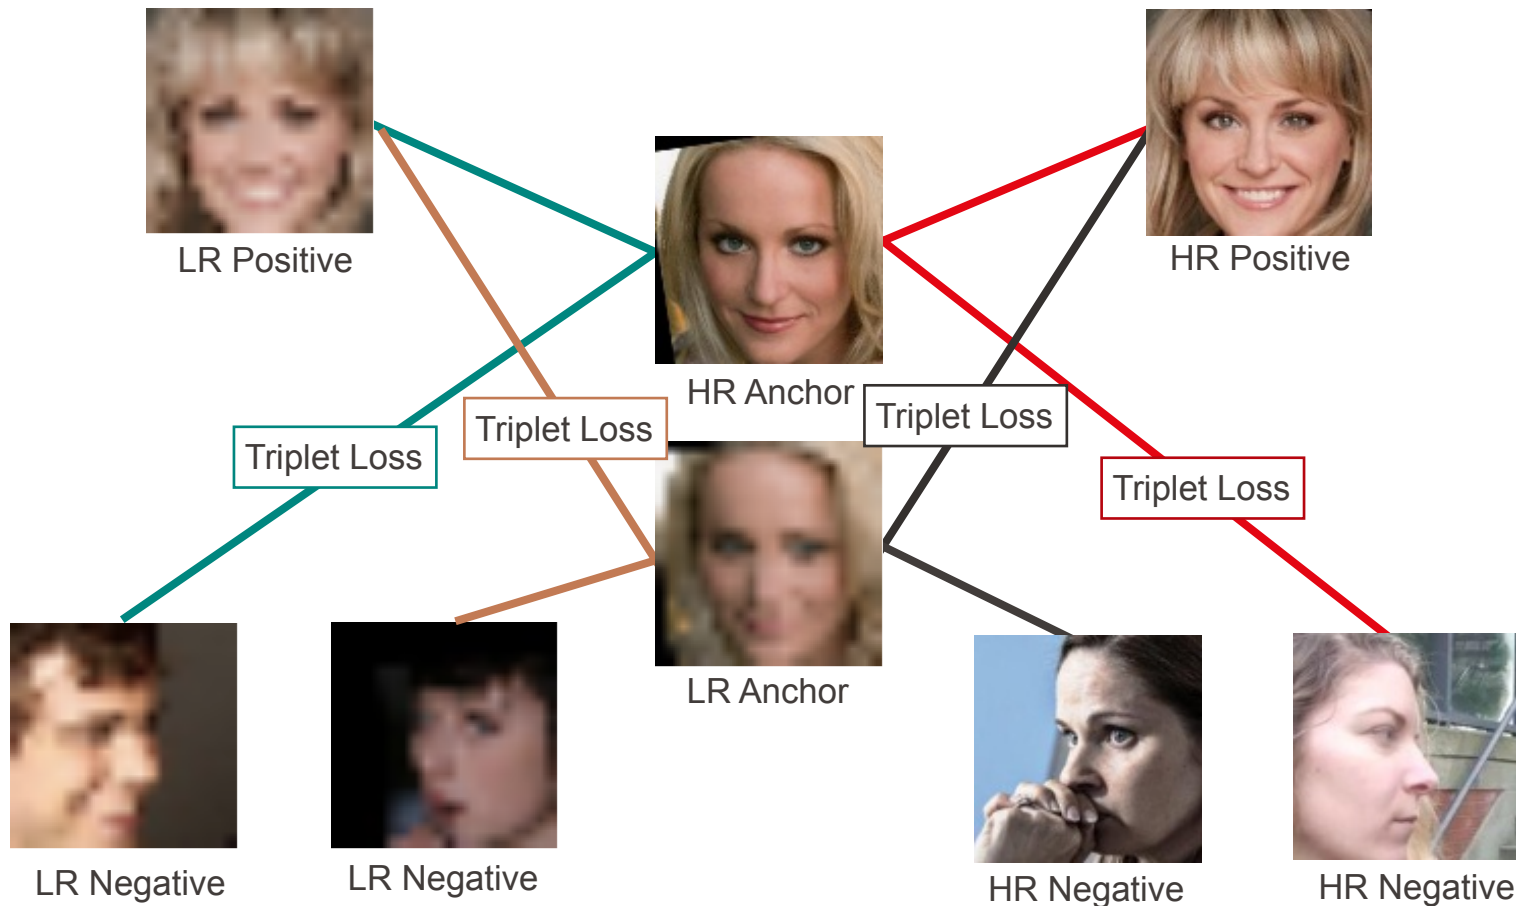 LR Positive
HR Positive
HR Anchor
Triplet Loss
Triplet Loss
Triplet Loss
Triplet Loss
LR Anchor
LR Negative
LR Negative
HR Negative
HR Negative